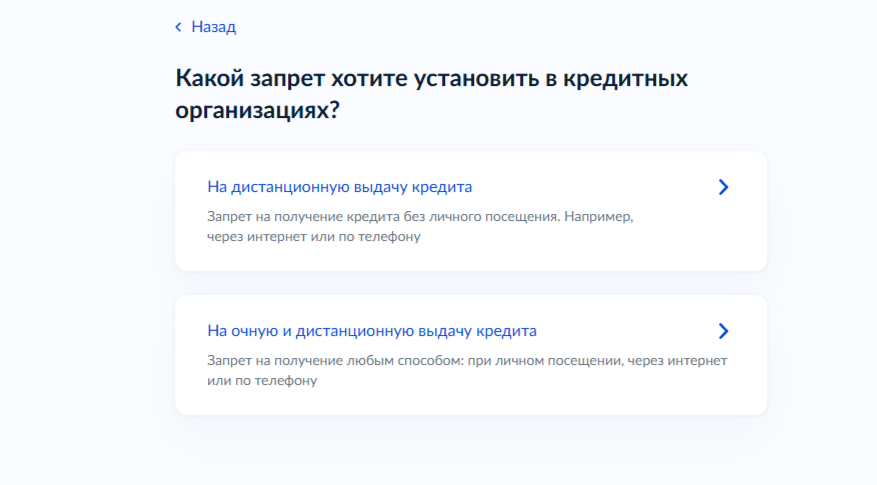 Назад
Какой запрет хотите установить в кредитных
организациях?
На дистанционную выдачу кредита
Запрет на получение кредита без личного посещения. Например,
через интернет или по телефону
На очную и дистанционную выдачу кредита
Запрет на получение любым способом: при личном посещении, через интернет
или по телефону